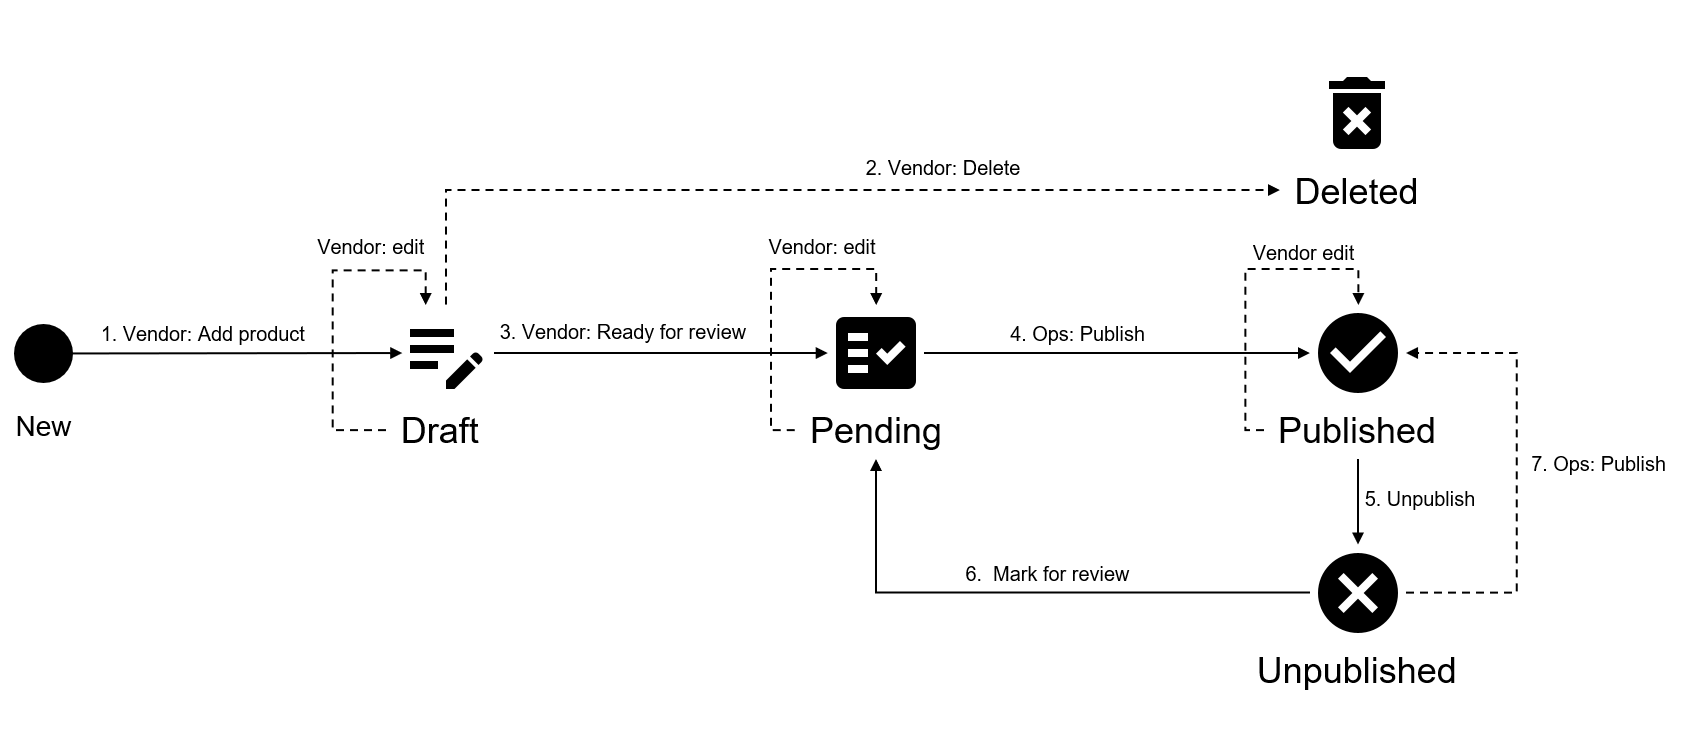 2. Vendor: Delete
Deleted
Vendor: edit
Vendor: edit
Vendor edit
1. Vendor: Add product
3. Vendor: Ready for review
4. Ops: Publish
New
Draft
Pending
Published
7. Ops: Publish
5. Unpublish
6. Mark for review
Unpublished